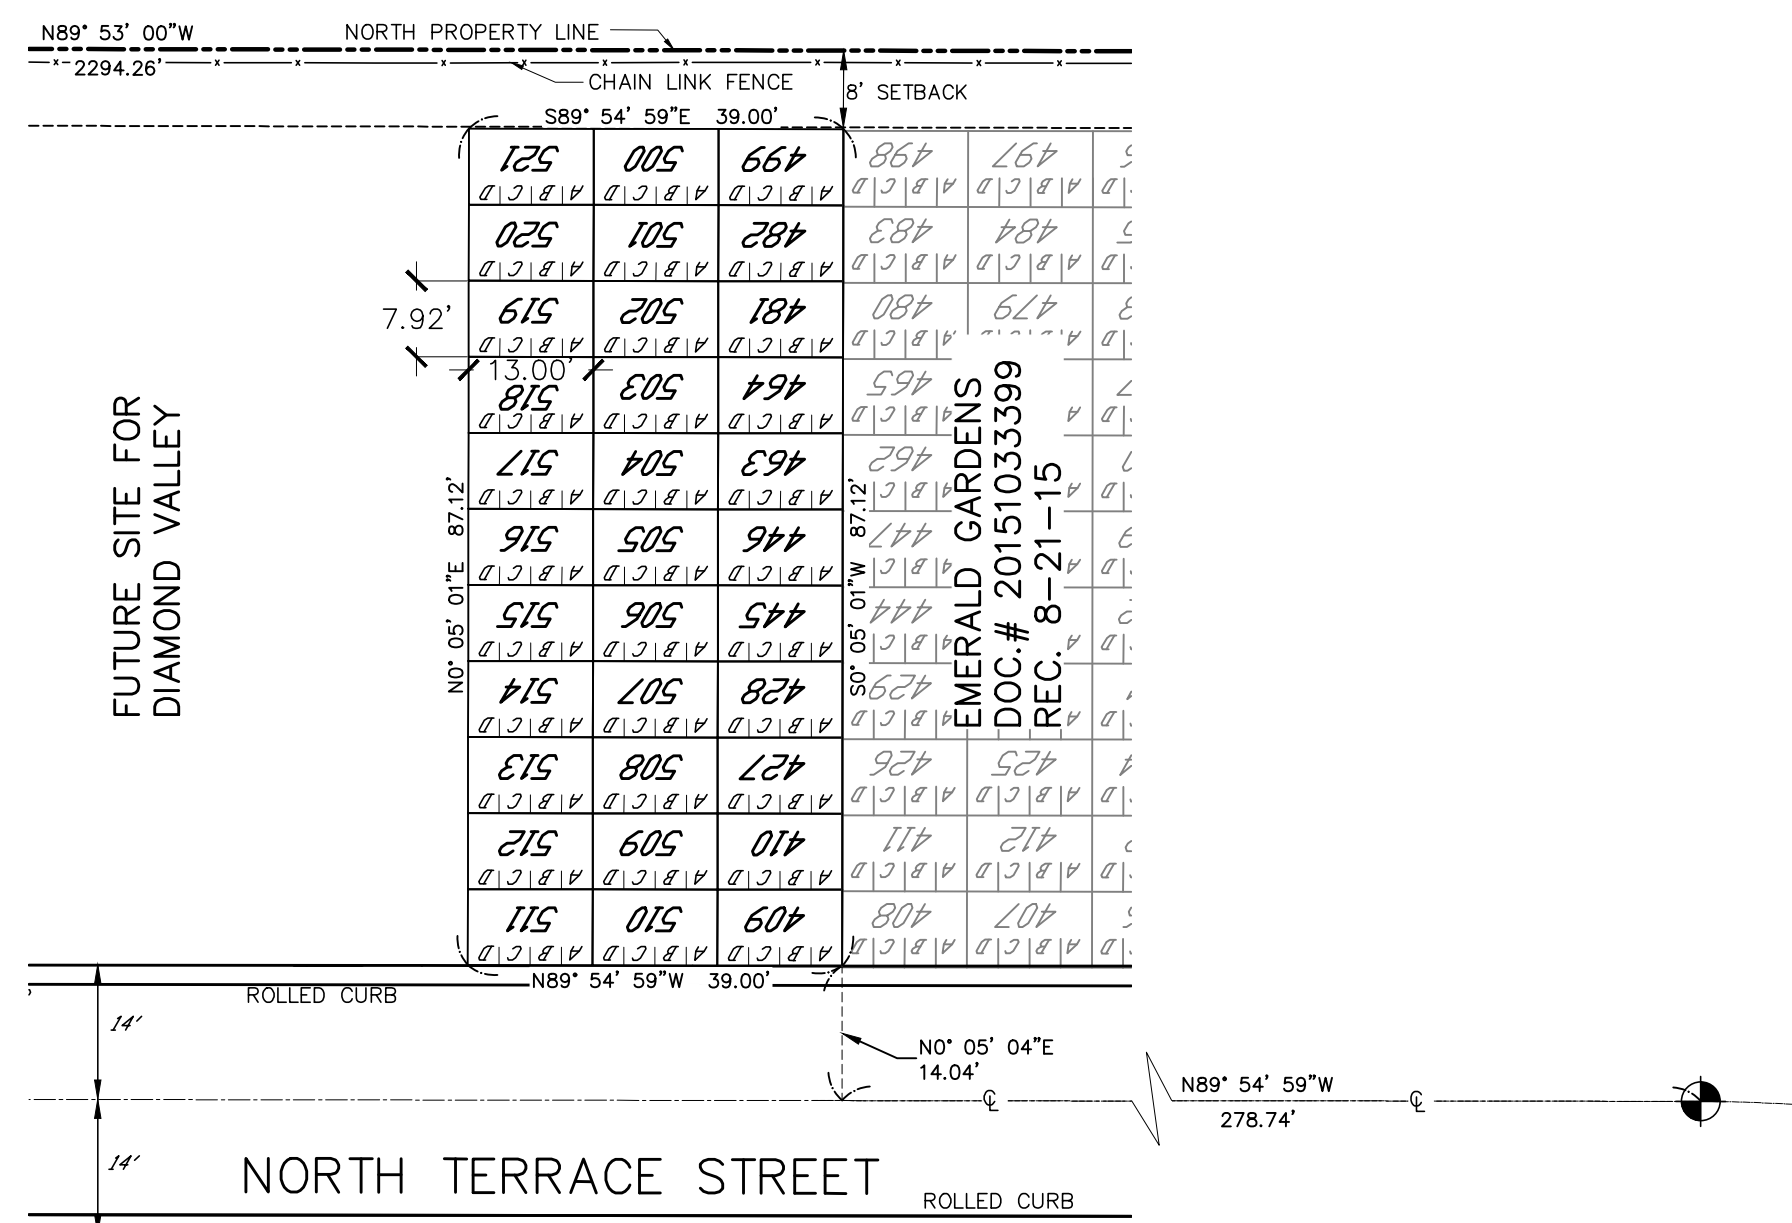 N89° 53' 00"W
NORTH PROPERTY LINE
2294.26'
CHAIN LINK FENCE
8' SETBACK
S89° 54' 59"E 39.00'
521 500 499 498 497
D C B A D C B A D C B A D C B A D C B A D
520 501 482 483 484
D C B A D C B A D C B A D C B A D C B A D
519 502 481 480 479
D C B A D C B A D C B A D C B A
7.92'
13.00'
518 503 464 465
D C B A D C B A D C B A D C B A A D
517 504 463 462
D C B A D C B A D C B A D C B A A D
516 505 446 447
D C B A D C B A D C B A D C B A A D
515 506 445 444
D C B A D C B A D C B A D C B A A D
514 507 428 429
D C B A D C B A D C B A D C B A A D
513 508 427 426 425
D C B A D C B A D C B A D C B A D C B A D
512 509 410 411 412
D C B A D C B A D C B A D C B A D C B A D
511 510 409 408 407
D C B A D C B A D C B A D C B A D C B A D
N0° 05' 01"E 87.12'
S0° 05' 01"W 87.12'
FUTURE SITE FOR
DIAMOND VALLEY
EMERALD GARDENS
DOC.# 20151033399
REC. 8-21-15
N89° 54' 59"W 39.00'
ROLLED CURB
14'
N0° 05' 04"E
14.04'
N89° 54' 59"W
278.74'
14'
NORTH TERRACE STREET
ROLLED CURB